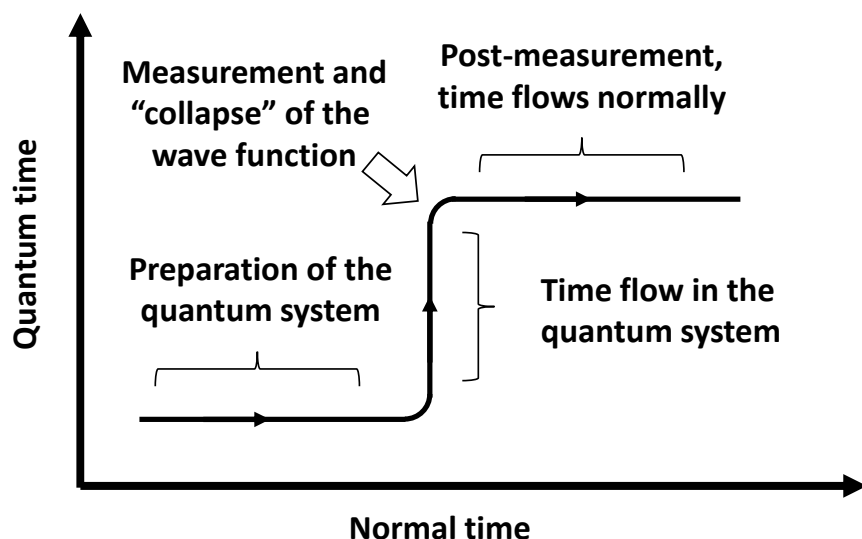 Measurement and
“collapse” of the
wave function
Post-measurement,
time flows normally
Quantum time
Preparation of the
quantum system
Time flow in the
quantum system
Normal time